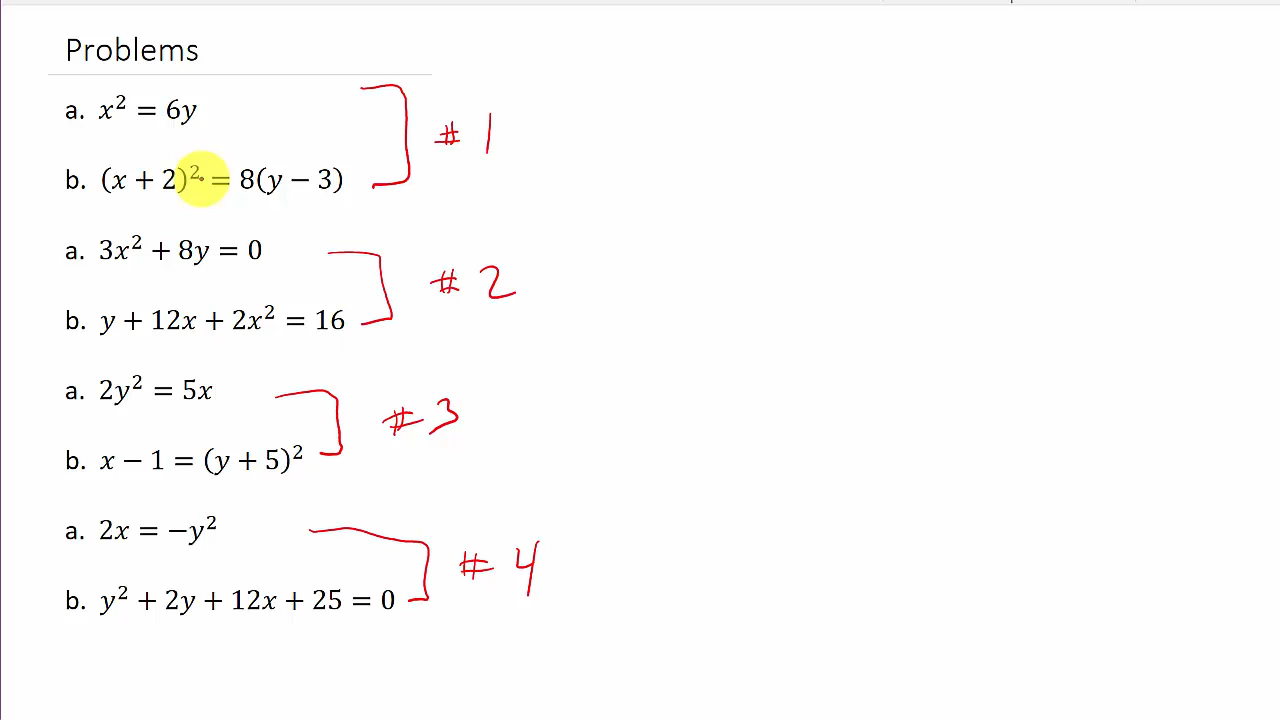 Problems
a. x² = 6y
# 1
b. (x + 2)² = 8(y − 3)
a. 3x² + 8y = 0
# 2
b. y + 12x + 2x² = 16
a. 2y² = 5x
# 3
b. x − 1 = (y + 5)²
a. 2x = −y²
# 4
b. y² + 2y + 12x + 25 = 0